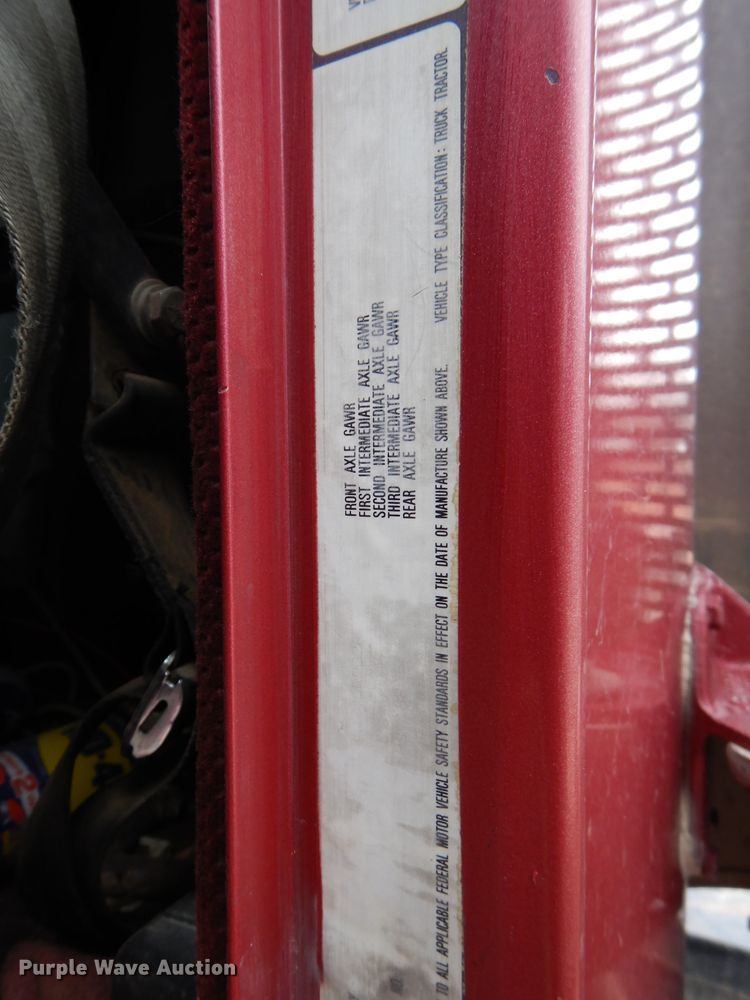 FRONT AXLE GAWR
FIRST INTERMEDIATE AXLE GAWR
SECOND INTERMEDIATE AXLE GAWR
THIRD INTERMEDIATE AXLE GAWR
REAR AXLE GAWR
TO ALL APPLICABLE FEDERAL MOTOR VEHICLE SAFETY STANDARDS IN EFFECT ON THE DATE OF MANUFACTURE SHOWN ABOVE. VEHICLE TYPE CLASSIFICATION: TRUCK TRACTOR.
Purple Wave Auction